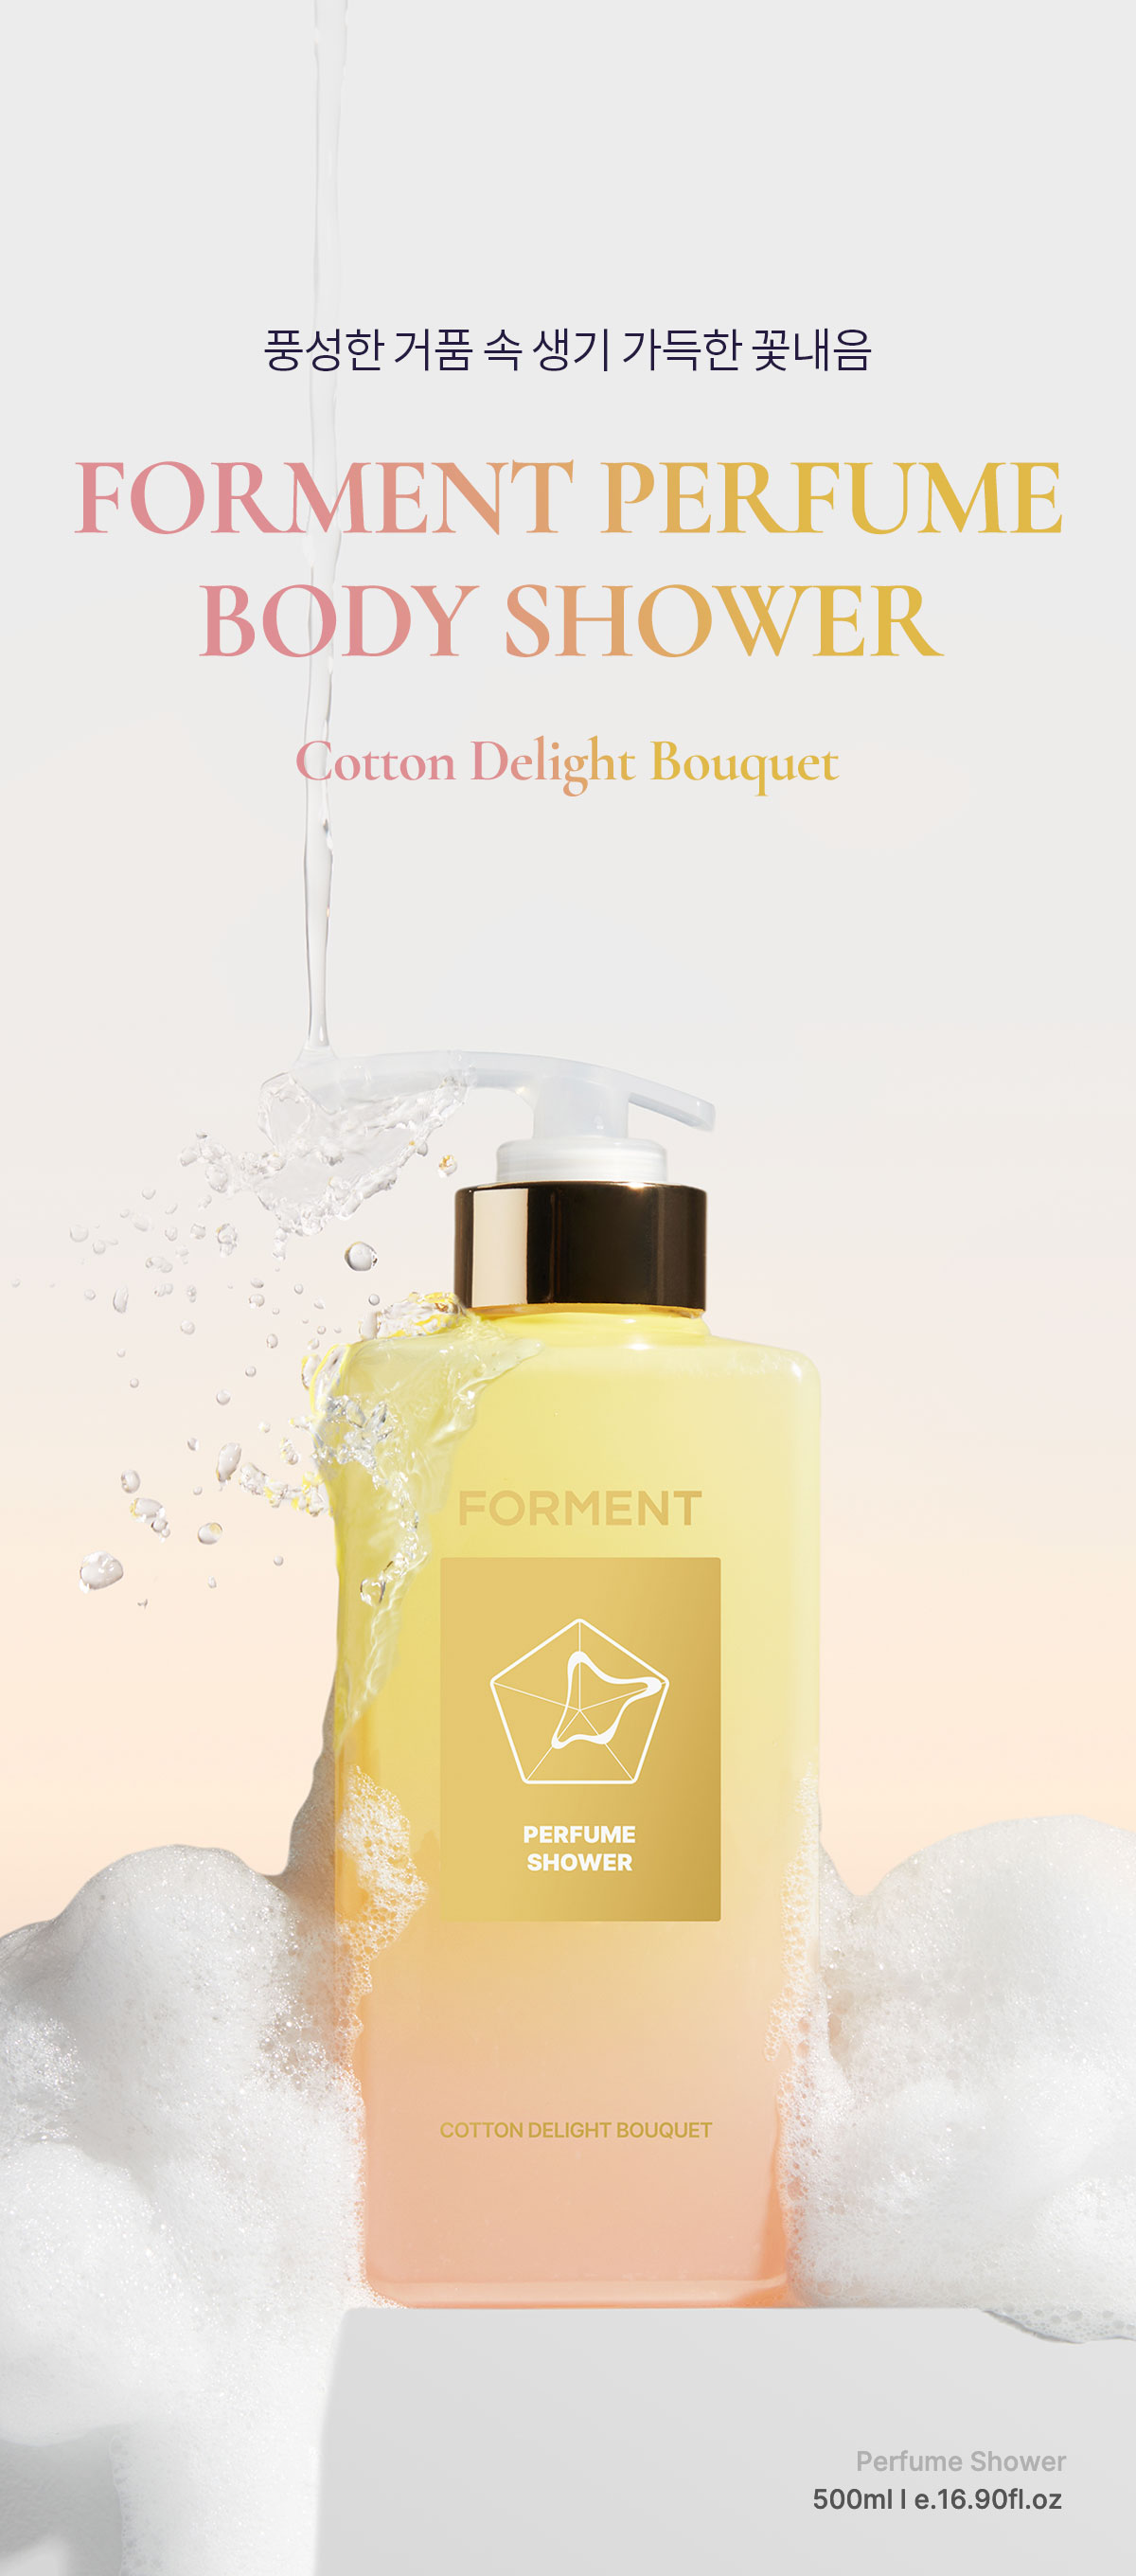 풍성한 거품 속 생기 가득한 꽃내음
FORMENT PERFUME
BODY SHOWER
Cotton Delight Bouquet
FORMENT
PERFUME
SHOWER
COTTON DELIGHT BOUQUET
Perfume Shower
500ml l e.16.90fl.oz